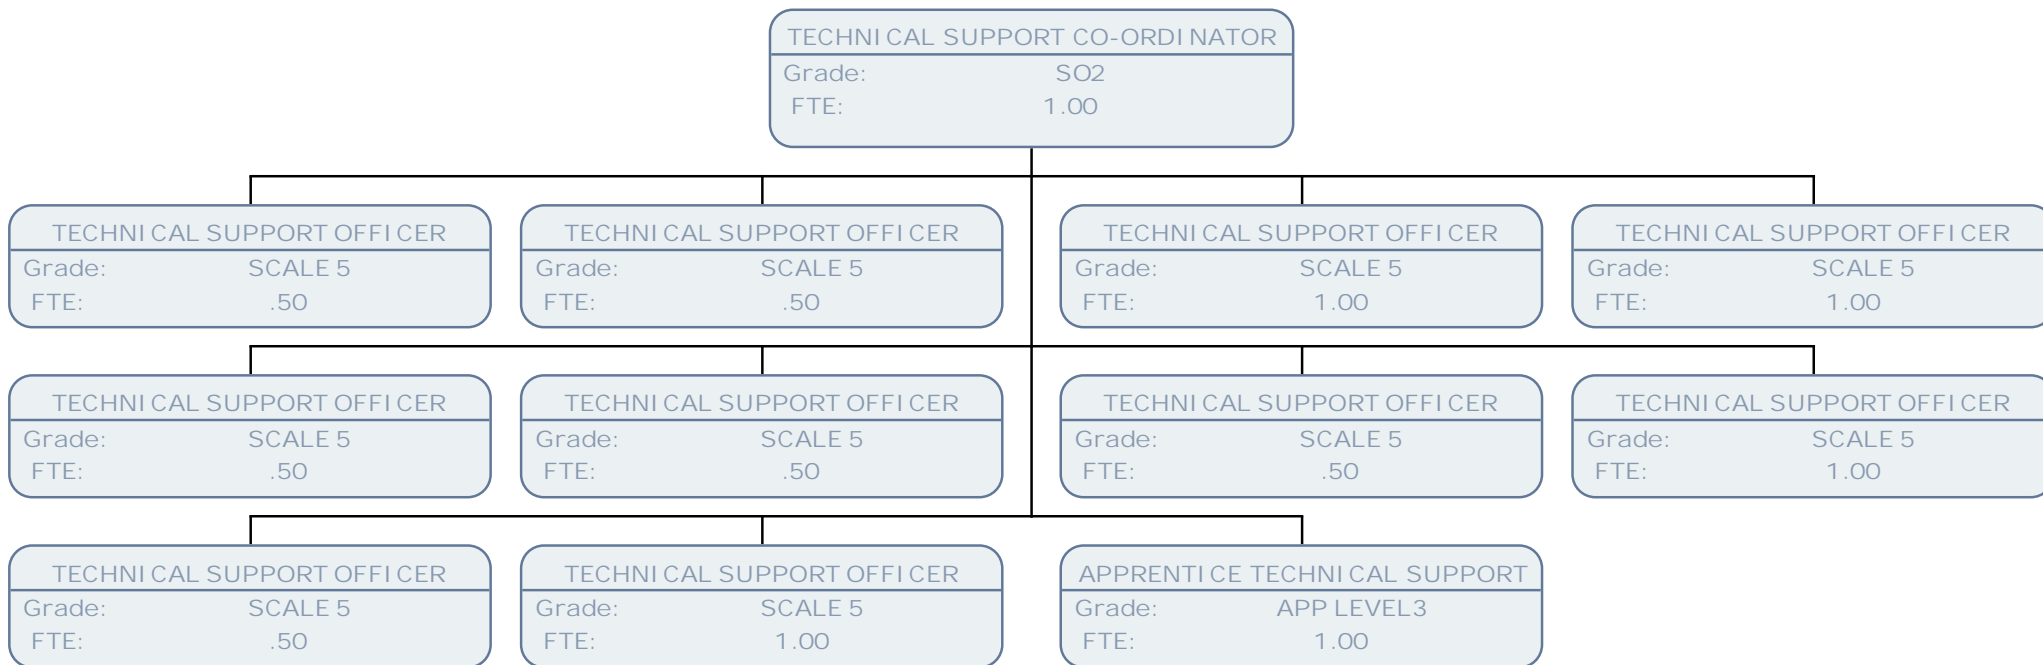 TECHNICAL SUPPORT CO-ORDINATOR
Grade: SO2
FTE: 1.00
TECHNICAL SUPPORT OFFICER
Grade: SCALE 5
FTE: .50
TECHNICAL SUPPORT OFFICER
Grade: SCALE 5
FTE: .50
TECHNICAL SUPPORT OFFICER
Grade: SCALE 5
FTE: 1.00
TECHNICAL SUPPORT OFFICER
Grade: SCALE 5
FTE: 1.00
TECHNICAL SUPPORT OFFICER
Grade: SCALE 5
FTE: .50
TECHNICAL SUPPORT OFFICER
Grade: SCALE 5
FTE: .50
TECHNICAL SUPPORT OFFICER
Grade: SCALE 5
FTE: .50
TECHNICAL SUPPORT OFFICER
Grade: SCALE 5
FTE: 1.00
TECHNICAL SUPPORT OFFICER
Grade: SCALE 5
FTE: .50
TECHNICAL SUPPORT OFFICER
Grade: SCALE 5
FTE: 1.00
APPRENTICE TECHNICAL SUPPORT
Grade: APP LEVEL3
FTE: 1.00